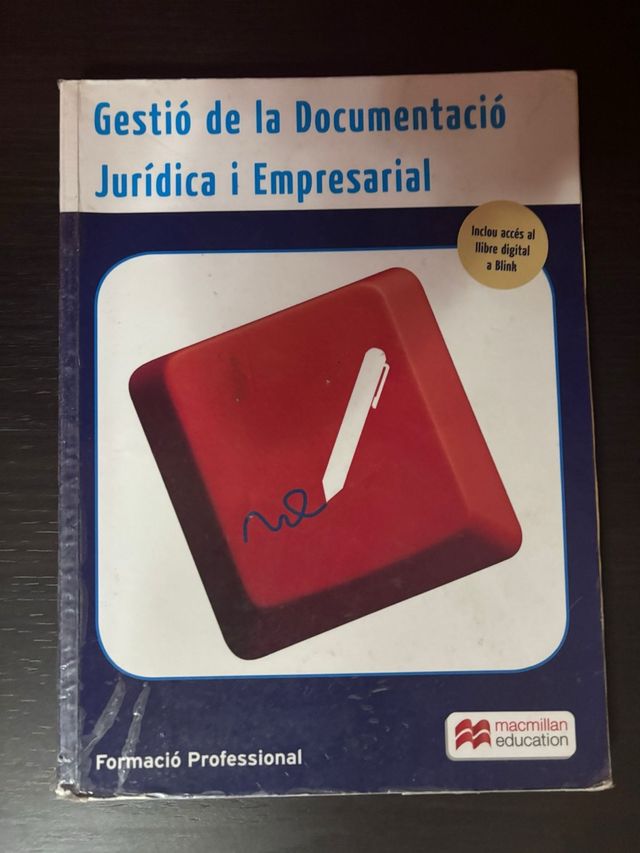 Gestió de la Documentació
Jurídica i Empresarial
Inclou accés al
llibre digital
a Blink
macmillan
education
Formació Professional